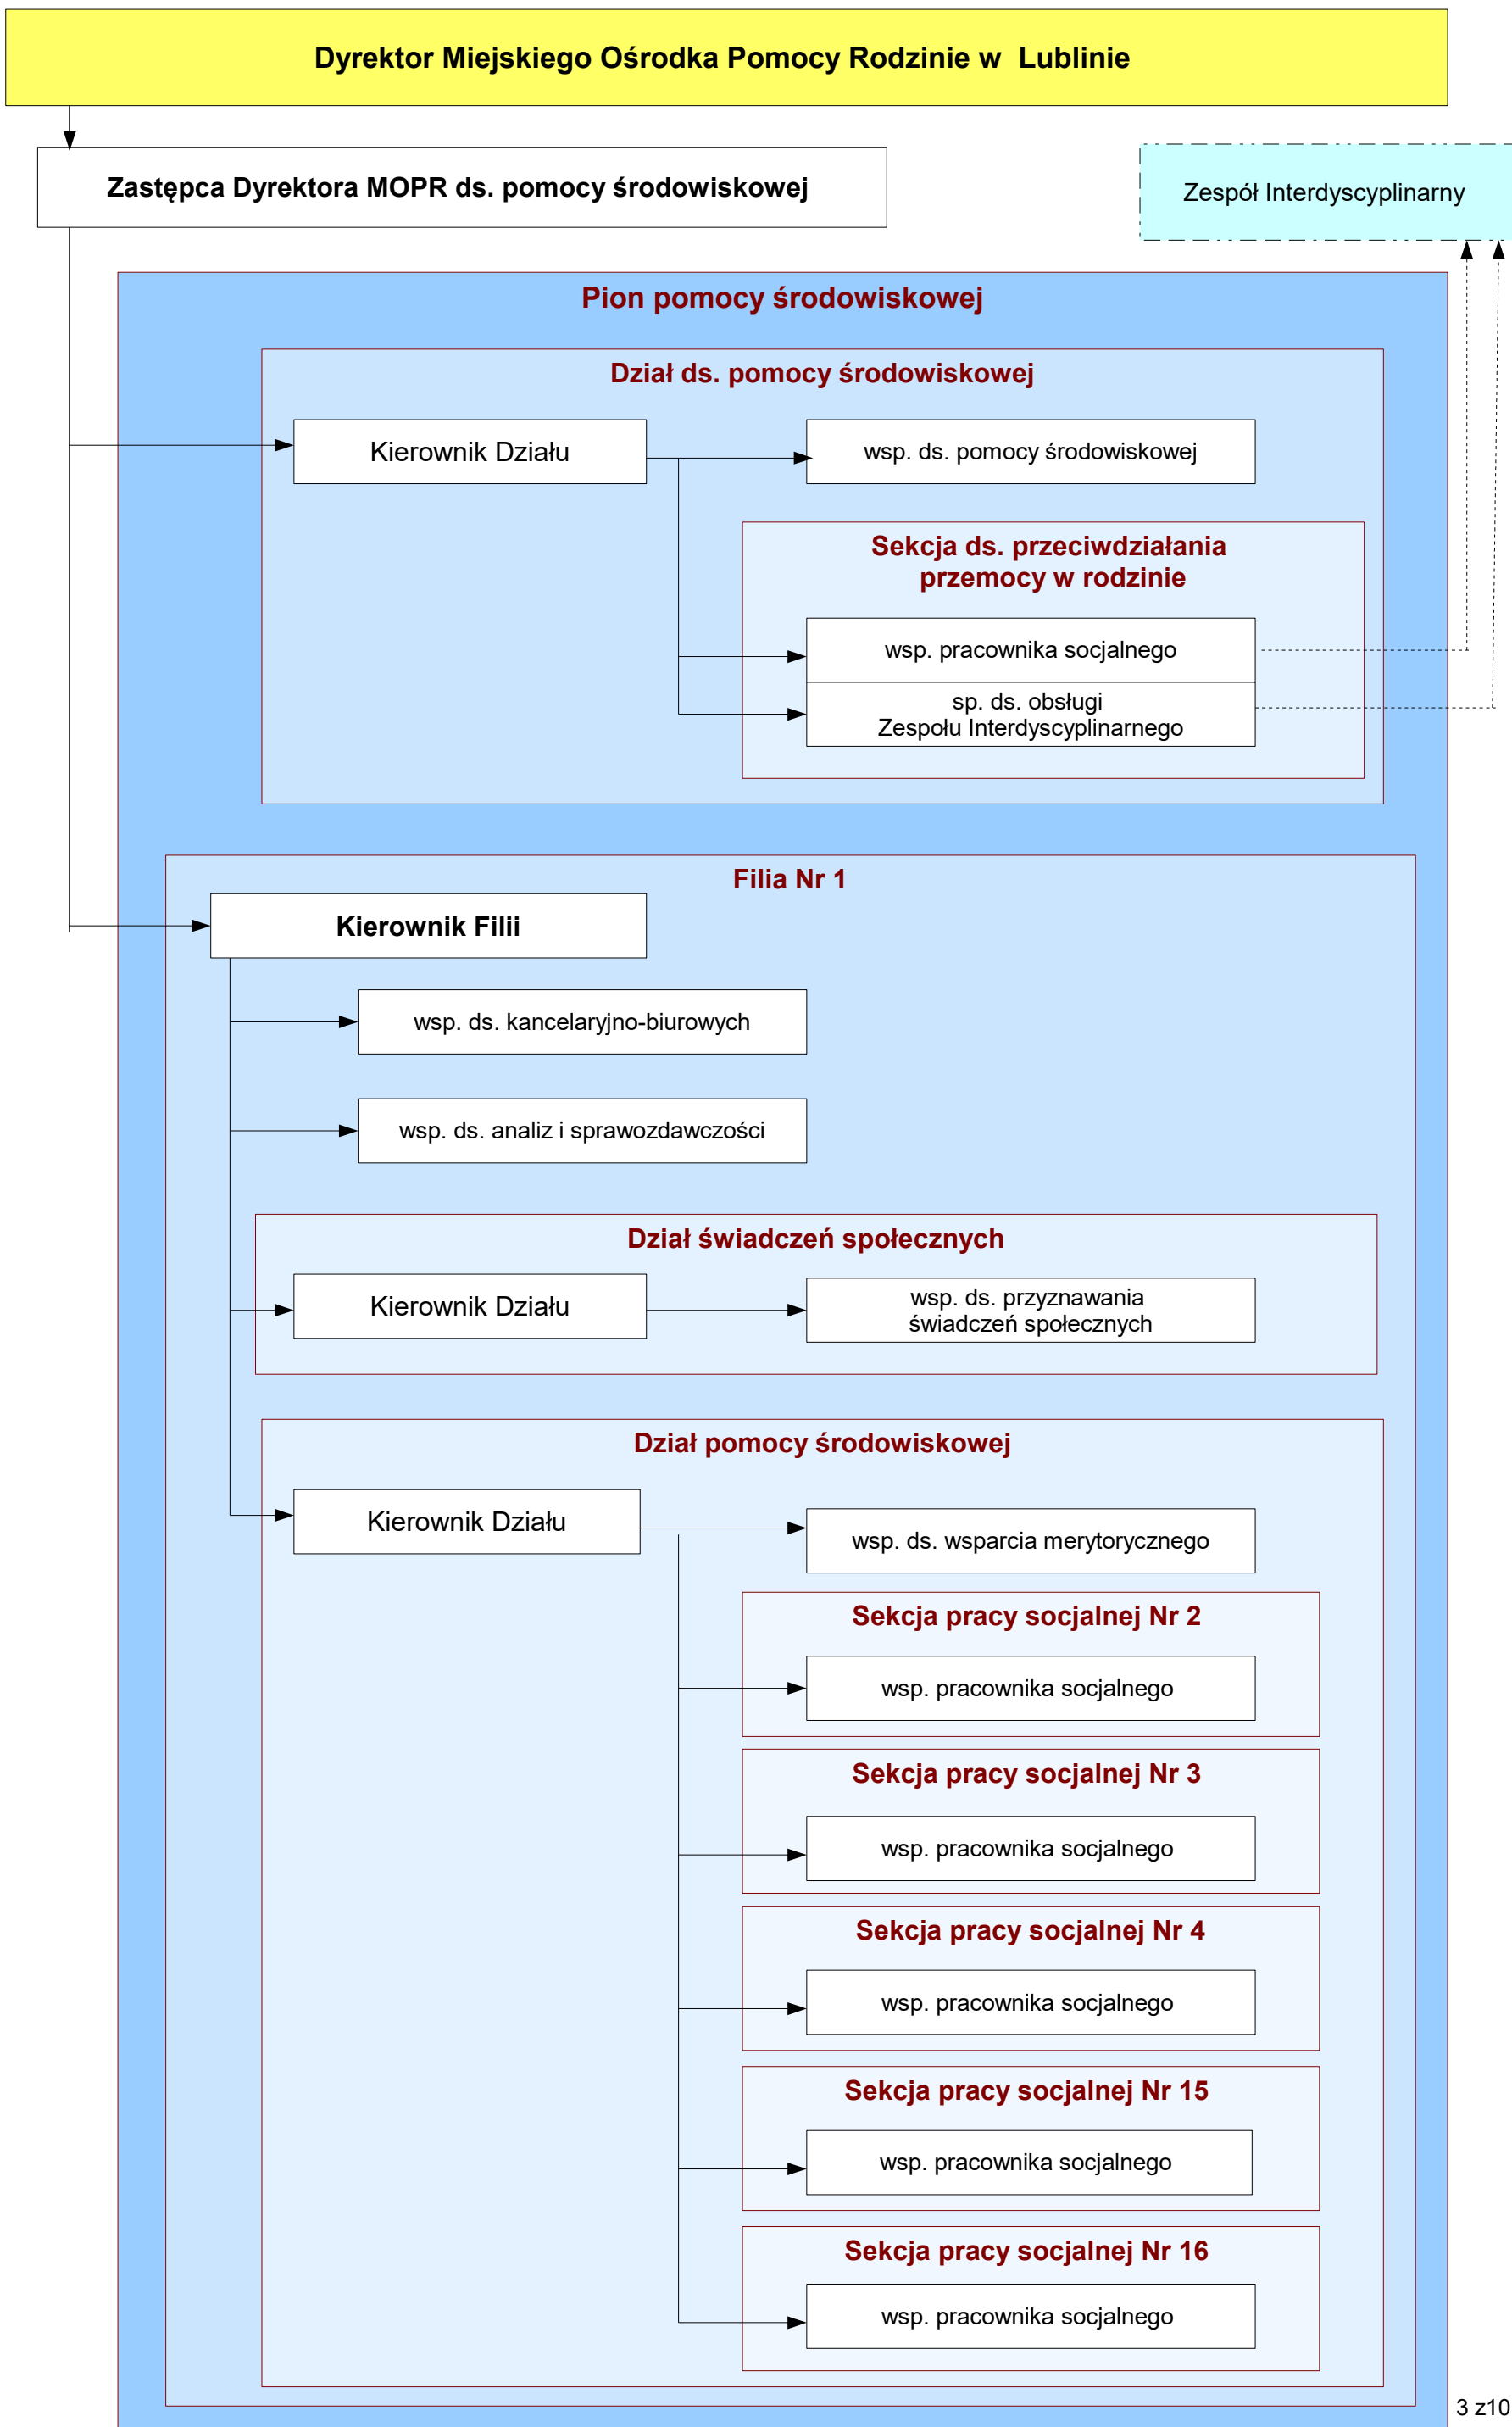 Dyrektor Miejskiego Ośrodka Pomocy Rodzinie w Lublinie
Zastępca Dyrektora MOPR ds. pomocy środowiskowej
Zespół Interdyscyplinarny
Pion pomocy środowiskowej
Dział ds. pomocy środowiskowej
Kierownik Działu
wsp. ds. pomocy środowiskowej
Sekcja ds. przeciwdziałania
przemocy w rodzinie
wsp. pracownika socjalnego
sp. ds. obsługi
Zespołu Interdyscyplinarnego
Filia Nr 1
Kierownik Filii
wsp. ds. kancelaryjno-biurowych
wsp. ds. analiz i sprawozdawczości
Dział świadczeń społecznych
Kierownik Działu
wsp. ds. przyznawania
świadczeń społecznych
Dział pomocy środowiskowej
Kierownik Działu
wsp. ds. wsparcia merytorycznego
Sekcja pracy socjalnej Nr 2
wsp. pracownika socjalnego
Sekcja pracy socjalnej Nr 3
wsp. pracownika socjalnego
Sekcja pracy socjalnej Nr 4
wsp. pracownika socjalnego
Sekcja pracy socjalnej Nr 15
wsp. pracownika socjalnego
Sekcja pracy socjalnej Nr 16
wsp. pracownika socjalnego
3 z10